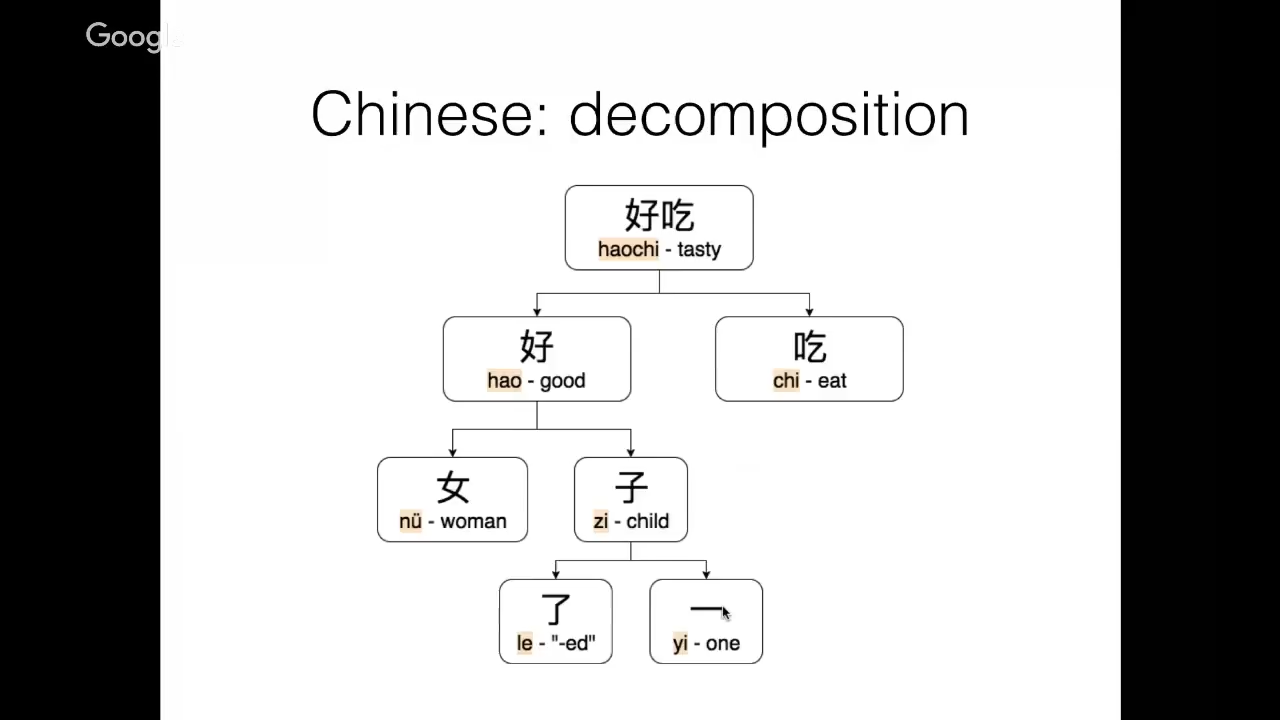 Google
Chinese: decomposition
好吃
haochi - tasty
好
hao - good
吃
chi - eat
女
nü - woman
子
zi - child
了
le - "-ed"
一
yi - one